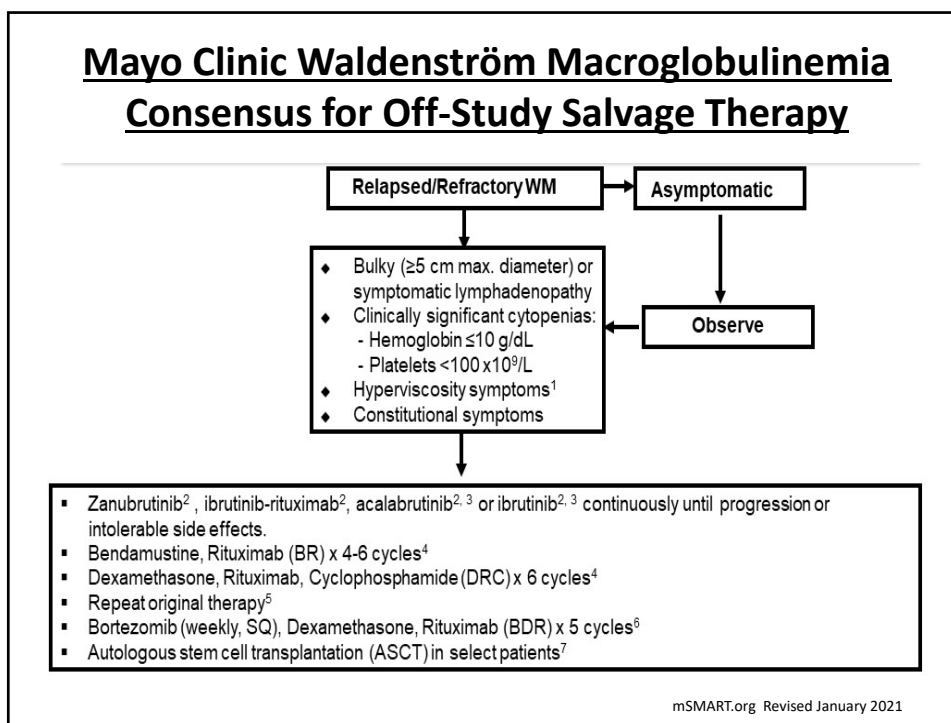 Mayo Clinic Waldenström Macroglobulinemia
Consensus for Off-Study Salvage Therapy
Relapsed/Refractory WM
Asymptomatic
♦ Bulky (≥5 cm max. diameter) or
symptomatic lymphadenopathy
♦ Clinically significant cytopenias:
- Hemoglobin ≤10 g/dL
- Platelets <100 x10⁹/L
♦ Hyperviscosity symptoms¹
♦ Constitutional symptoms
Observe
▪ Zanubrutinib² , ibrutinib-rituximab², acalabrutinib², ³ or ibrutinib², ³ continuously until progression or
intolerable side effects.
▪ Bendamustine, Rituximab (BR) x 4-6 cycles⁴
▪ Dexamethasone, Rituximab, Cyclophosphamide (DRC) x 6 cycles⁴
▪ Repeat original therapy⁵
▪ Bortezomib (weekly, SQ), Dexamethasone, Rituximab (BDR) x 5 cycles⁶
▪ Autologous stem cell transplantation (ASCT) in select patients⁷
mSMART.org Revised January 2021